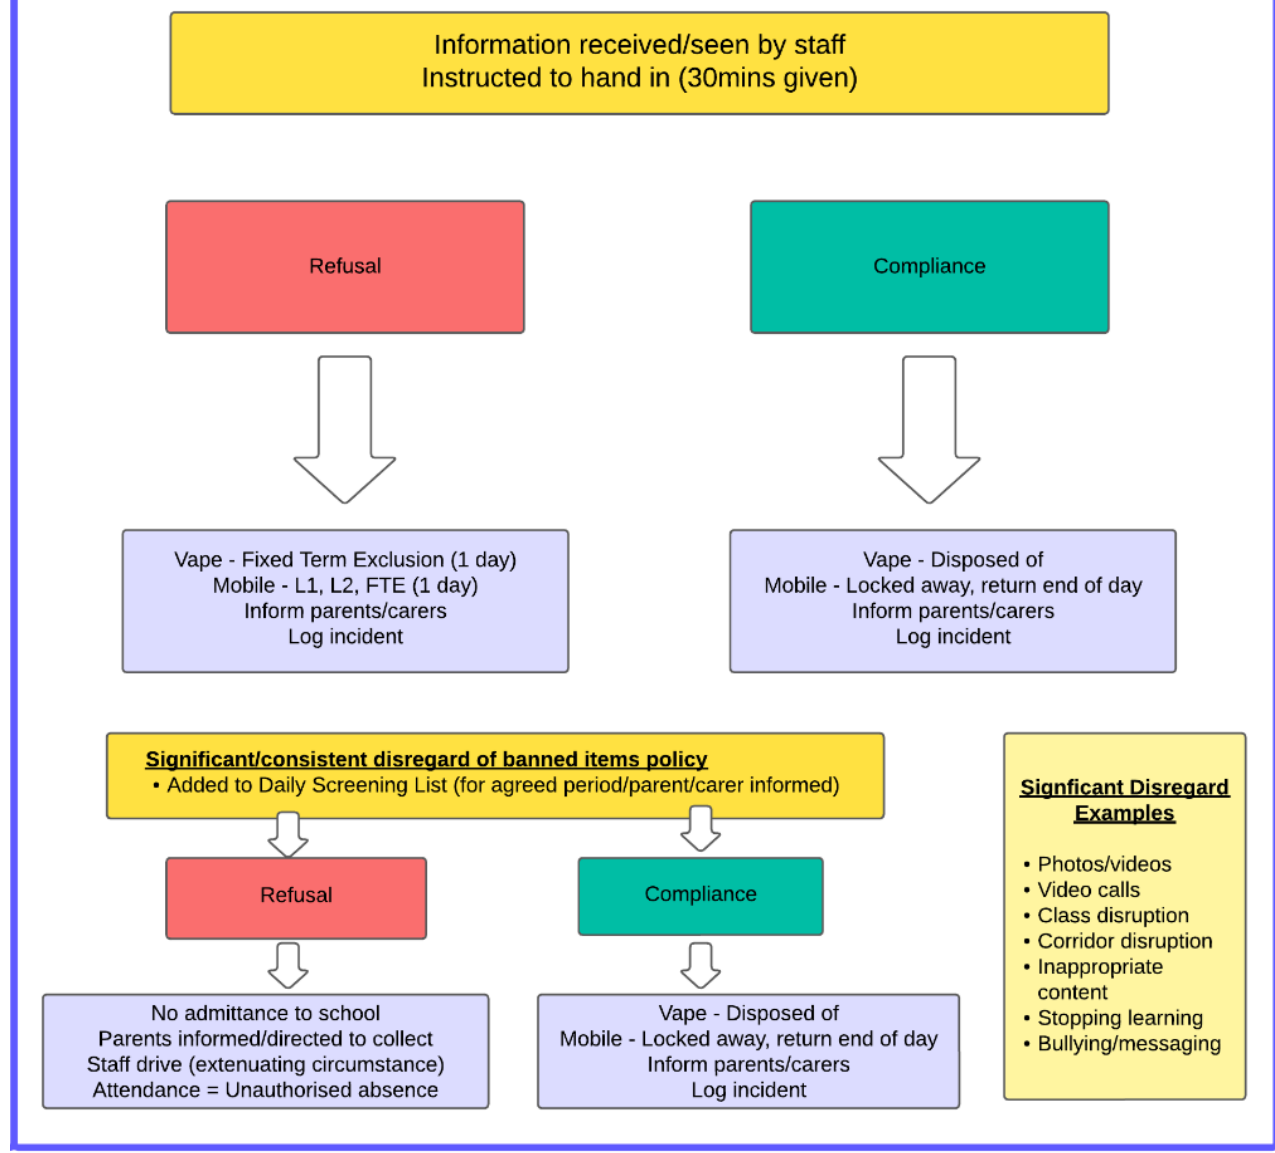 Information received/seen by staff
Instructed to hand in (30mins given)
Refusal
Compliance
Vape - Fixed Term Exclusion (1 day)
Mobile - L1, L2, FTE (1 day)
Inform parents/carers
Log incident
Vape - Disposed of
Mobile - Locked away, return end of day
Inform parents/carers
Log incident
Significant/consistent disregard of banned items policy
• Added to Daily Screening List (for agreed period/parent/carer informed)
Refusal
Compliance
No admittance to school
Parents informed/directed to collect
Staff drive (extenuating circumstance)
Attendance = Unauthorised absence
Vape - Disposed of
Mobile - Locked away, return end of day
Inform parents/carers
Log incident
Signficant Disregard
Examples
• Photos/videos
• Video calls
• Class disruption
• Corridor disruption
• Inappropriate
content
• Stopping learning
• Bullying/messaging